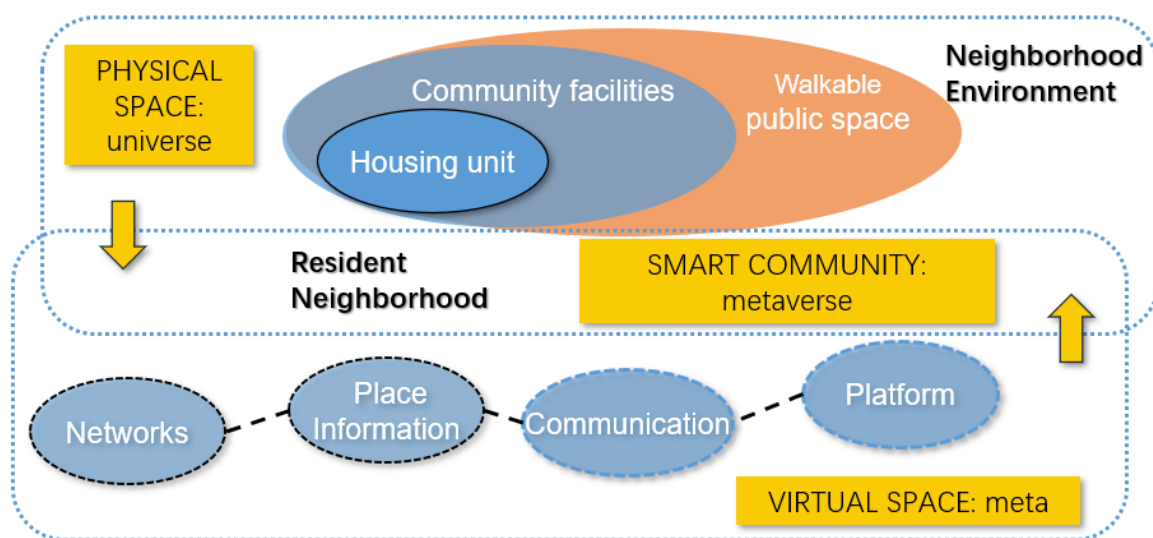 PHYSICAL
SPACE:
universe
Community facilities
Housing unit
Walkable
public space
Neighborhood
Environment
Resident
Neighborhood
SMART COMMUNITY:
metaverse
Networks
Place
Information
Communication
Platform
VIRTUAL SPACE: meta